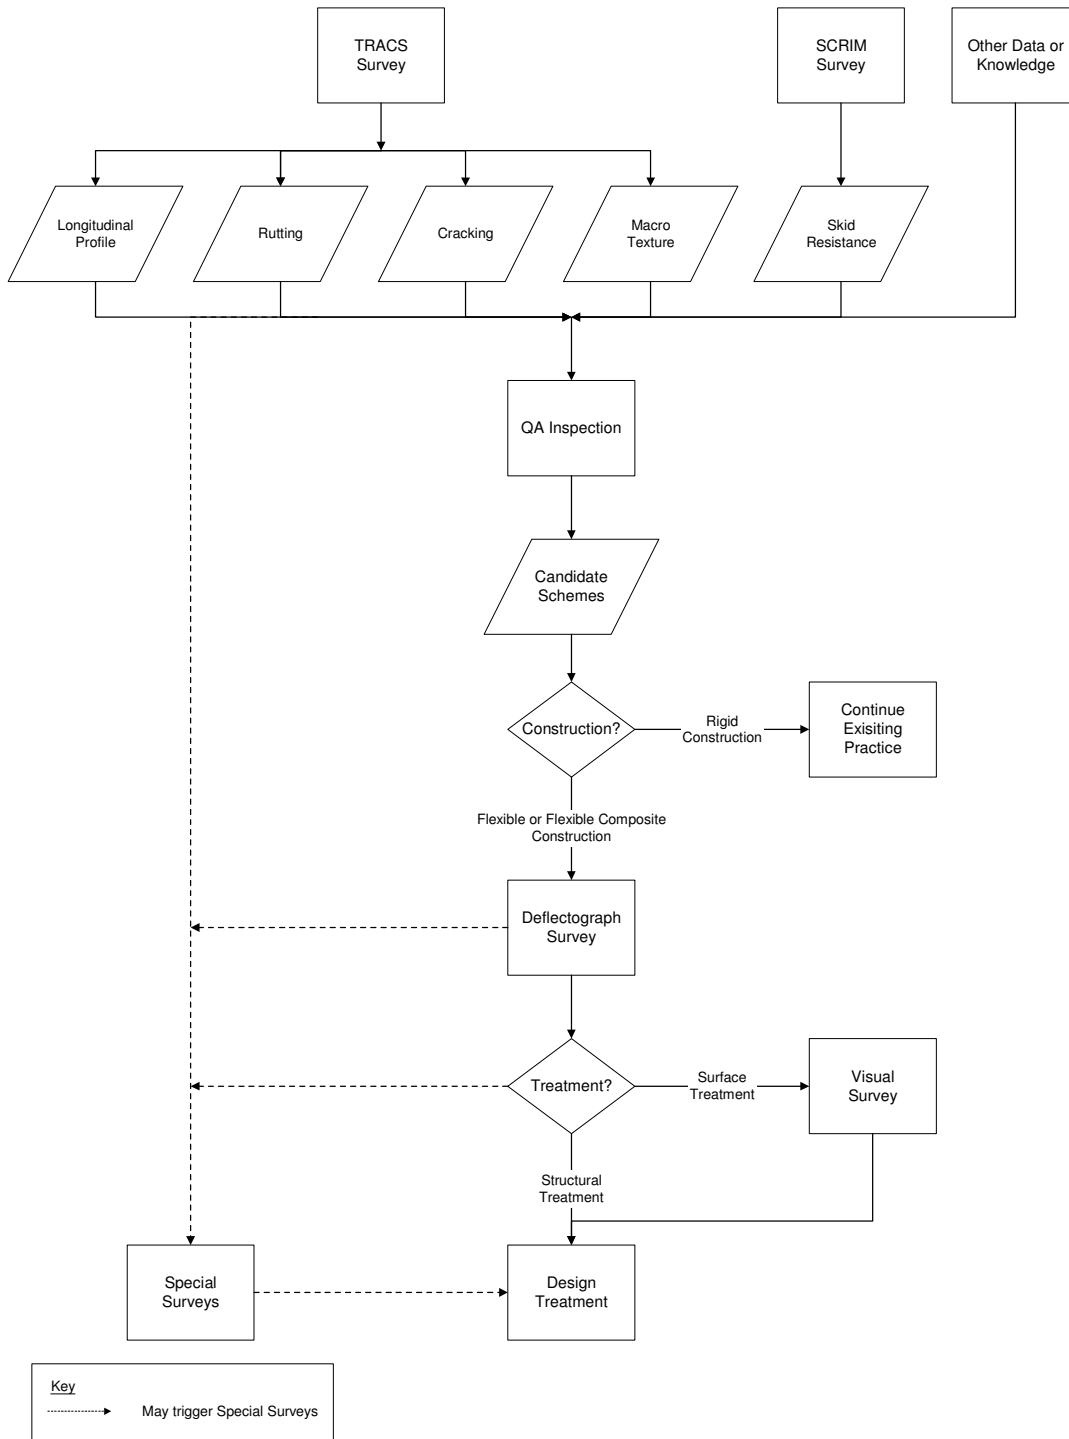 TRACS
Survey
SCRIM
Survey
Other Data or
Knowledge
Longitudinal
Profile
Rutting
Cracking
Macro
Texture
Skid
Resistance
QA Inspection
Candidate
Schemes
Construction?
Rigid
Construction
Continue
Exisiting
Practice
Flexible or Flexible Composite
Construction
Deflectograph
Survey
Treatment?
Surface
Treatment
Visual
Survey
Structural
Treatment
Special
Surveys
Design
Treatment
Key
May trigger Special Surveys